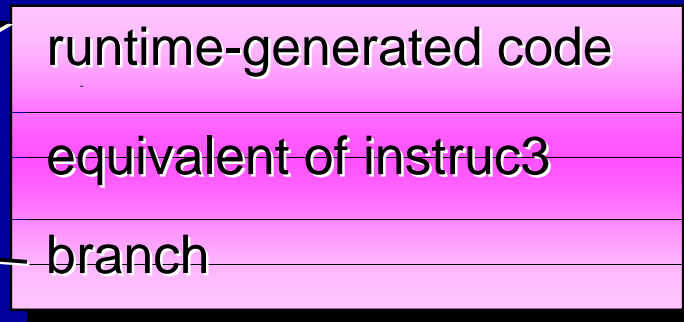 runtime-generated code
equivalent of instruc3
branch